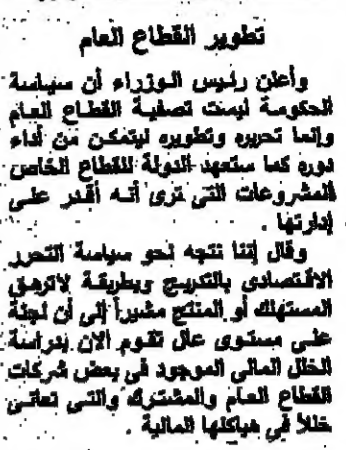 تطوير القطاع العام
وأعلن رئيس الوزراء أن سياسة
الحكومة ليست تصفية القطاع العام
وإنما تحريره وتطويره ليتمكن من أداء
دوره كما ستعهد الدولة للقطاع الخاص
المشروعات التى ترى أنه أقدر على
إدارتها .
وقال إننا نتجه نحو سياسة التحرر
الاقتصادى بالتدريج وبطريقة لاترهق
المستهلك أو المنتج مشيراً إلى أن لجنة
على مستوى عال تقوم الان بدراسة
الخلل المالى الموجود فى بعض شركات
القطاع العام والمشترك والتى تعانى
خللا فى هياكلها المالية .